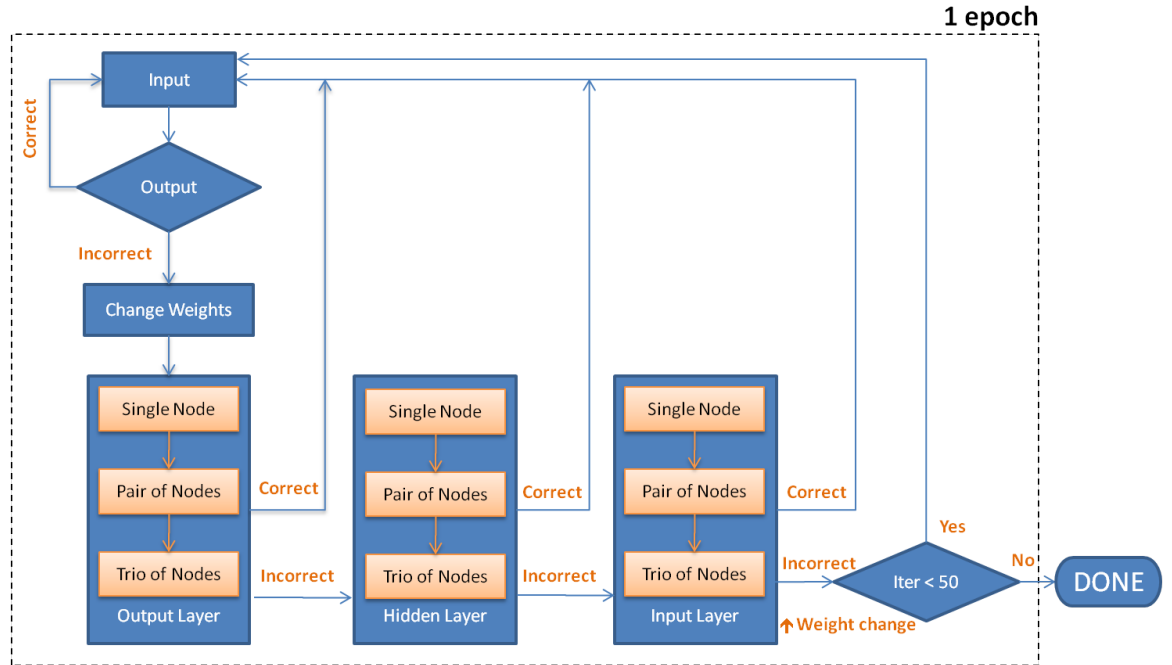 1 epoch
Input
Correct
Output
Incorrect
Change Weights
Single Node
Pair of Nodes
Trio of Nodes
Output Layer
Correct
Incorrect
Single Node
Pair of Nodes
Trio of Nodes
Hidden Layer
Correct
Incorrect
Single Node
Pair of Nodes
Trio of Nodes
Input Layer
Correct
Incorrect
Weight change
Iter < 50
Yes
No
DONE